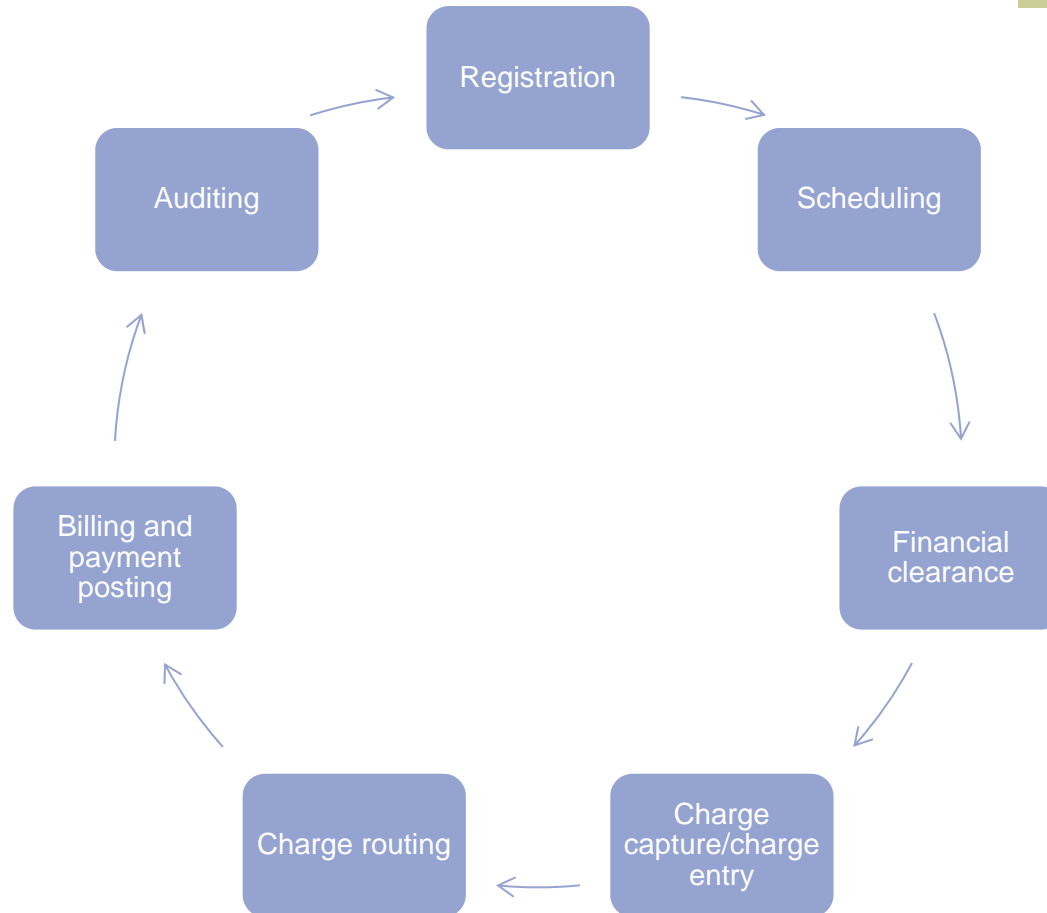 Registration
Scheduling
Financial
clearance
Charge
capture/charge
entry
Charge routing
Billing and
payment
posting
Auditing